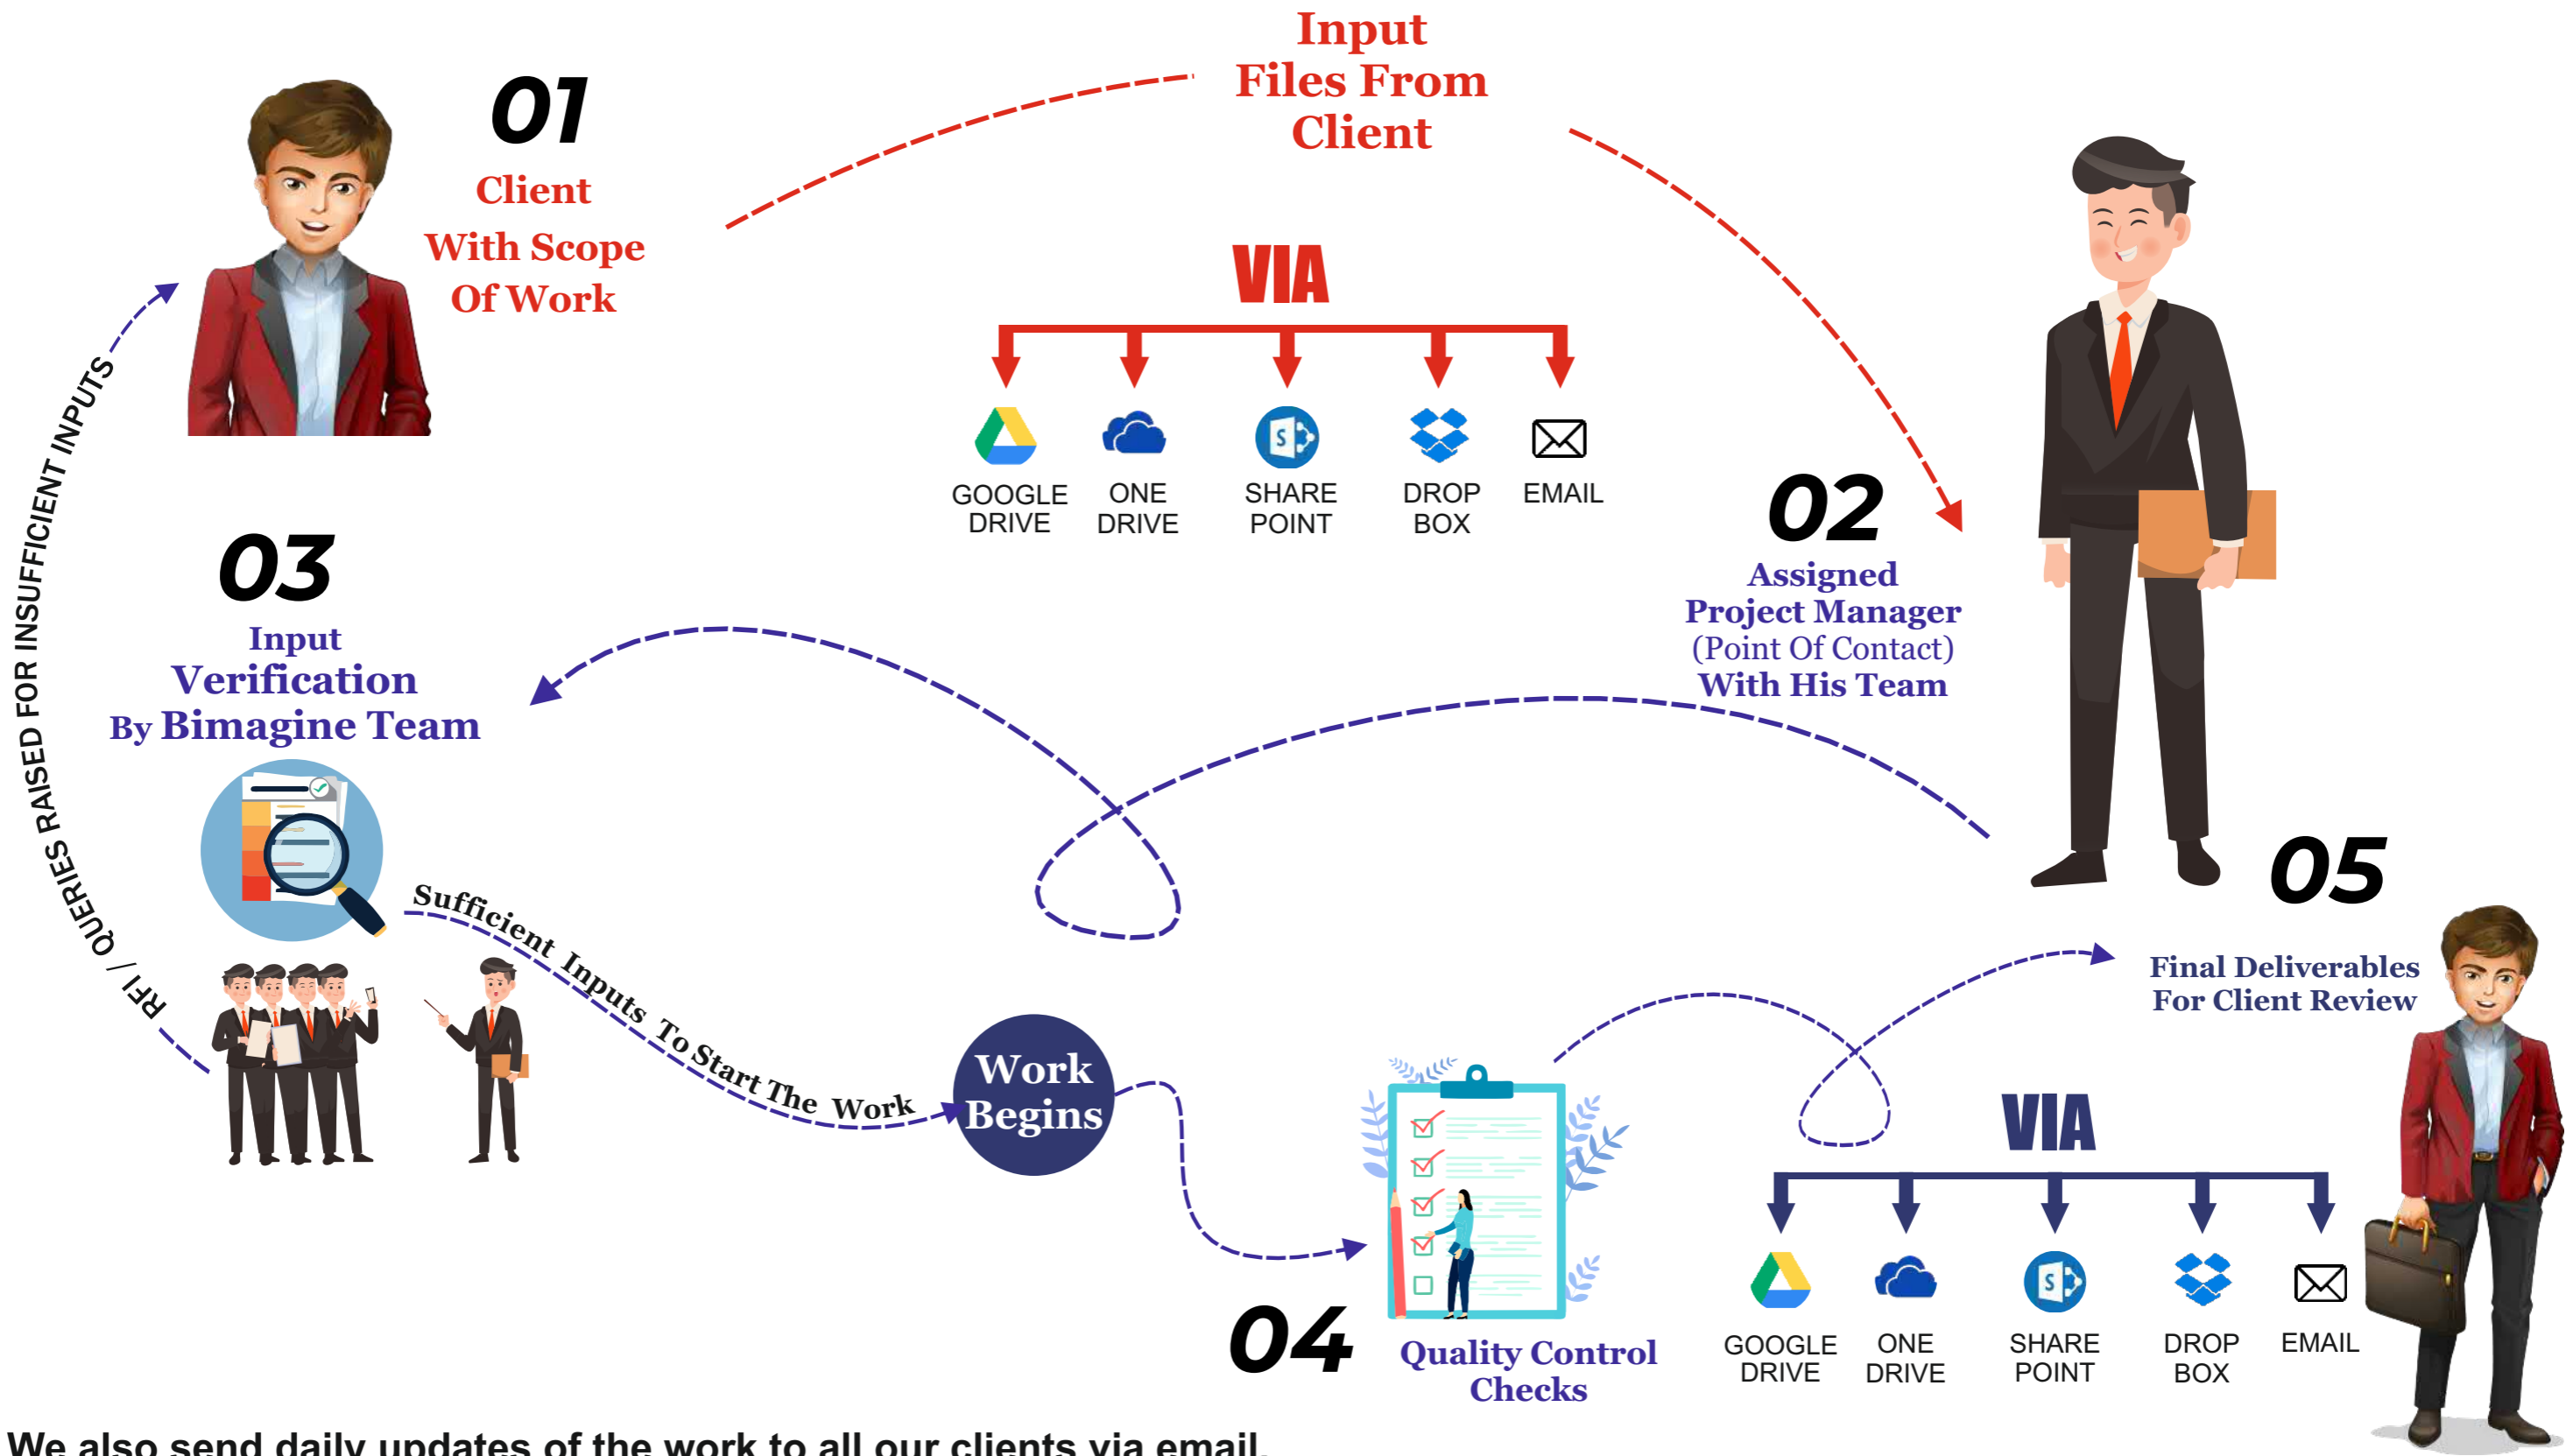 01
Client
With Scope
Of Work
Input
Files From
Client
VIA
GOOGLE
DRIVE
ONE
DRIVE
SHARE
POINT
DROP
BOX
EMAIL
02
Assigned
Project Manager
(Point Of Contact)
With His Team
03
Input
Verification
By Bimagine Team
RFI / QUERIES RAISED FOR INSUFFICIENT INPUTS
Sufficient Inputs To Start The Work
Work
Begins
04
Quality Control
Checks
05
Final Deliverables
For Client Review
VIA
GOOGLE
DRIVE
ONE
DRIVE
SHARE
POINT
DROP
BOX
EMAIL
We also send daily updates of the work to all our clients via email.